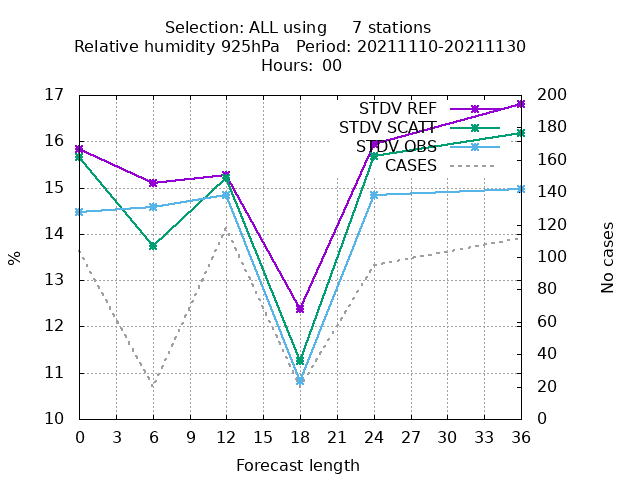 Selection: ALL using     7 stations
Relative humidity 925hPa   Period: 20211110-20211130
Hours: 00
17 200
STDV REF
16 180
STDV SCATT
STDV OBS
160
CASES
15 140
14 120
% No cases
13 100
80
12 60
11 40
20
10 0
0 3 6 9 12 15 18 21 24 27 30 33 36
Forecast length